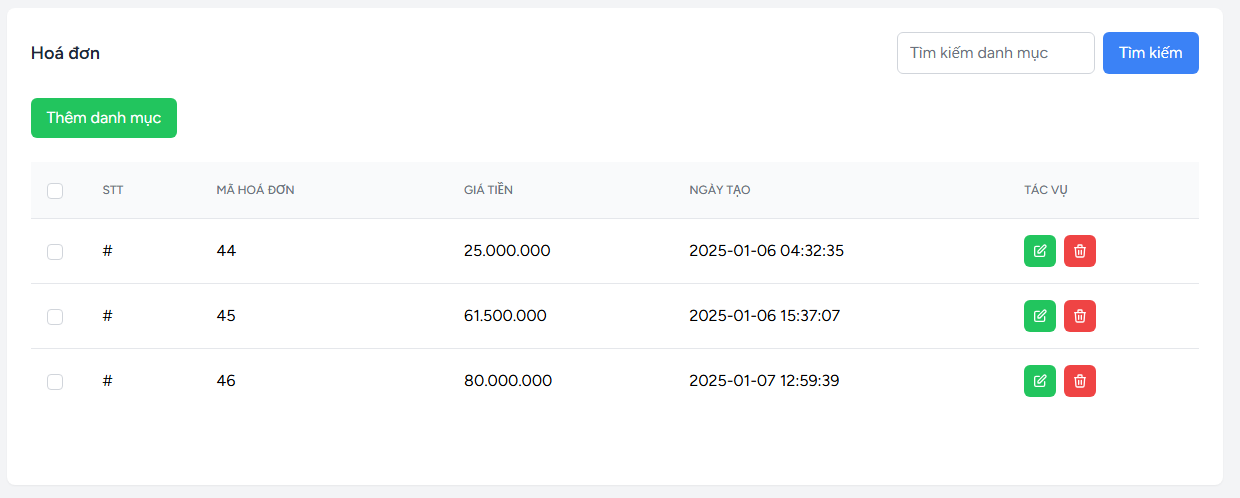 Hoá đơn
Tìm kiếm danh mục
Tìm kiếm
Thêm danh mục
STT MÃ HOÁ ĐƠN GIÁ TIỀN NGÀY TẠO TÁC VỤ
# 44 25.000.000 2025-01-06 04:32:35
# 45 61.500.000 2025-01-06 15:37:07
# 46 80.000.000 2025-01-07 12:59:39